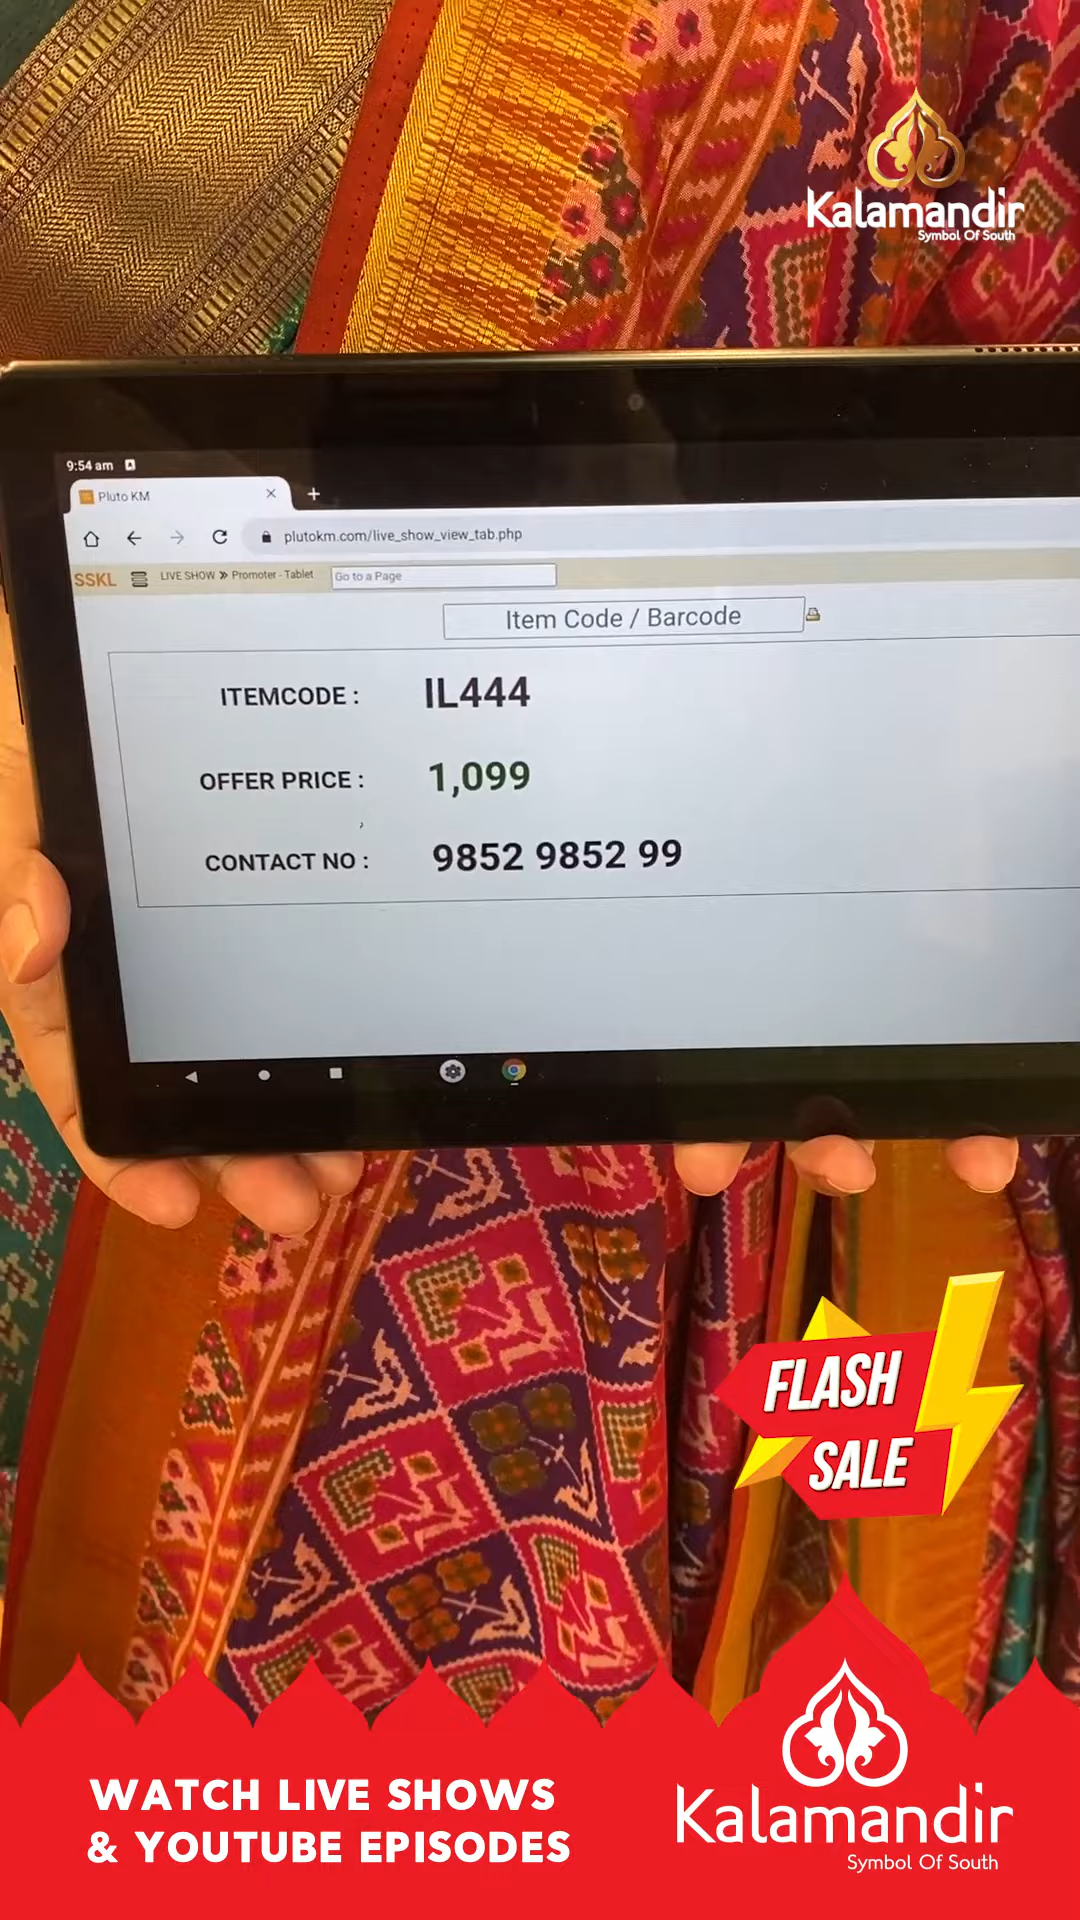 Kalamandir
Symbol Of South
9:54 am
Pluto KM
plutokm.com/live_show_view_tab.php
SSKL LIVE SHOW » Promoter - Tablet Go to a Page
Item Code / Barcode
ITEMCODE : IL444
OFFER PRICE : 1,099
CONTACT NO : 9852 9852 99
FLASH
SALE
WATCH LIVE SHOWS
& YOUTUBE EPISODES
Kalamandir
Symbol Of South